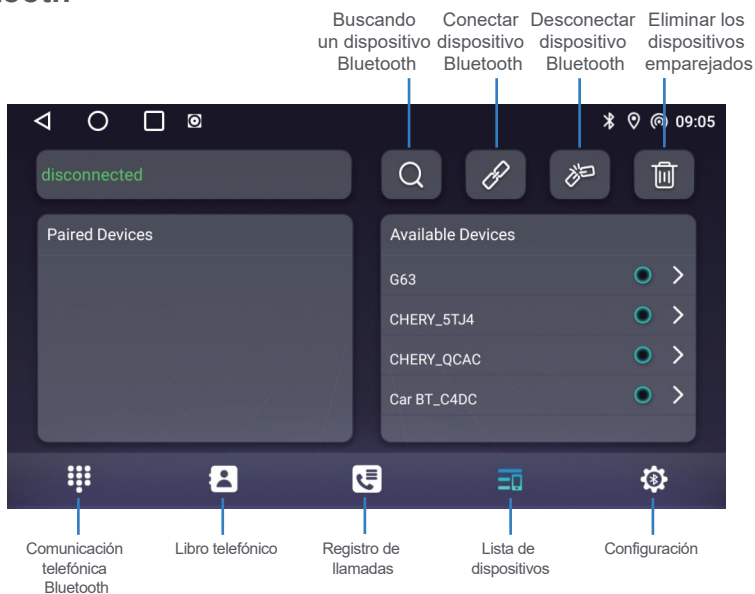 Buscando
un dispositivo
Bluetooth
Conectar
dispositivo
Bluetooth
Desconectar
dispositivo
Bluetooth
Eliminar los
dispositivos
emparejados
09:05
disconnected
Paired Devices
Available Devices
G63
CHERY_5TJ4
CHERY_QCAC
Car BT_C4DC
Comunicación
telefónica
Bluetooth
Libro telefónico
Registro de
llamadas
Lista de
dispositivos
Configuración